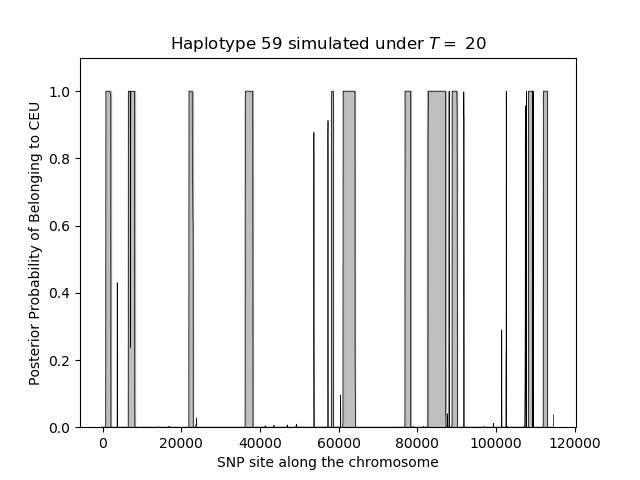 Haplotype 59 simulated under T = 20
Posterior Probability of Belonging to CEU
1.0
0.8
0.6
0.4
0.2
0.0
0 20000 40000 60000 80000 100000 120000
SNP site along the chromosome